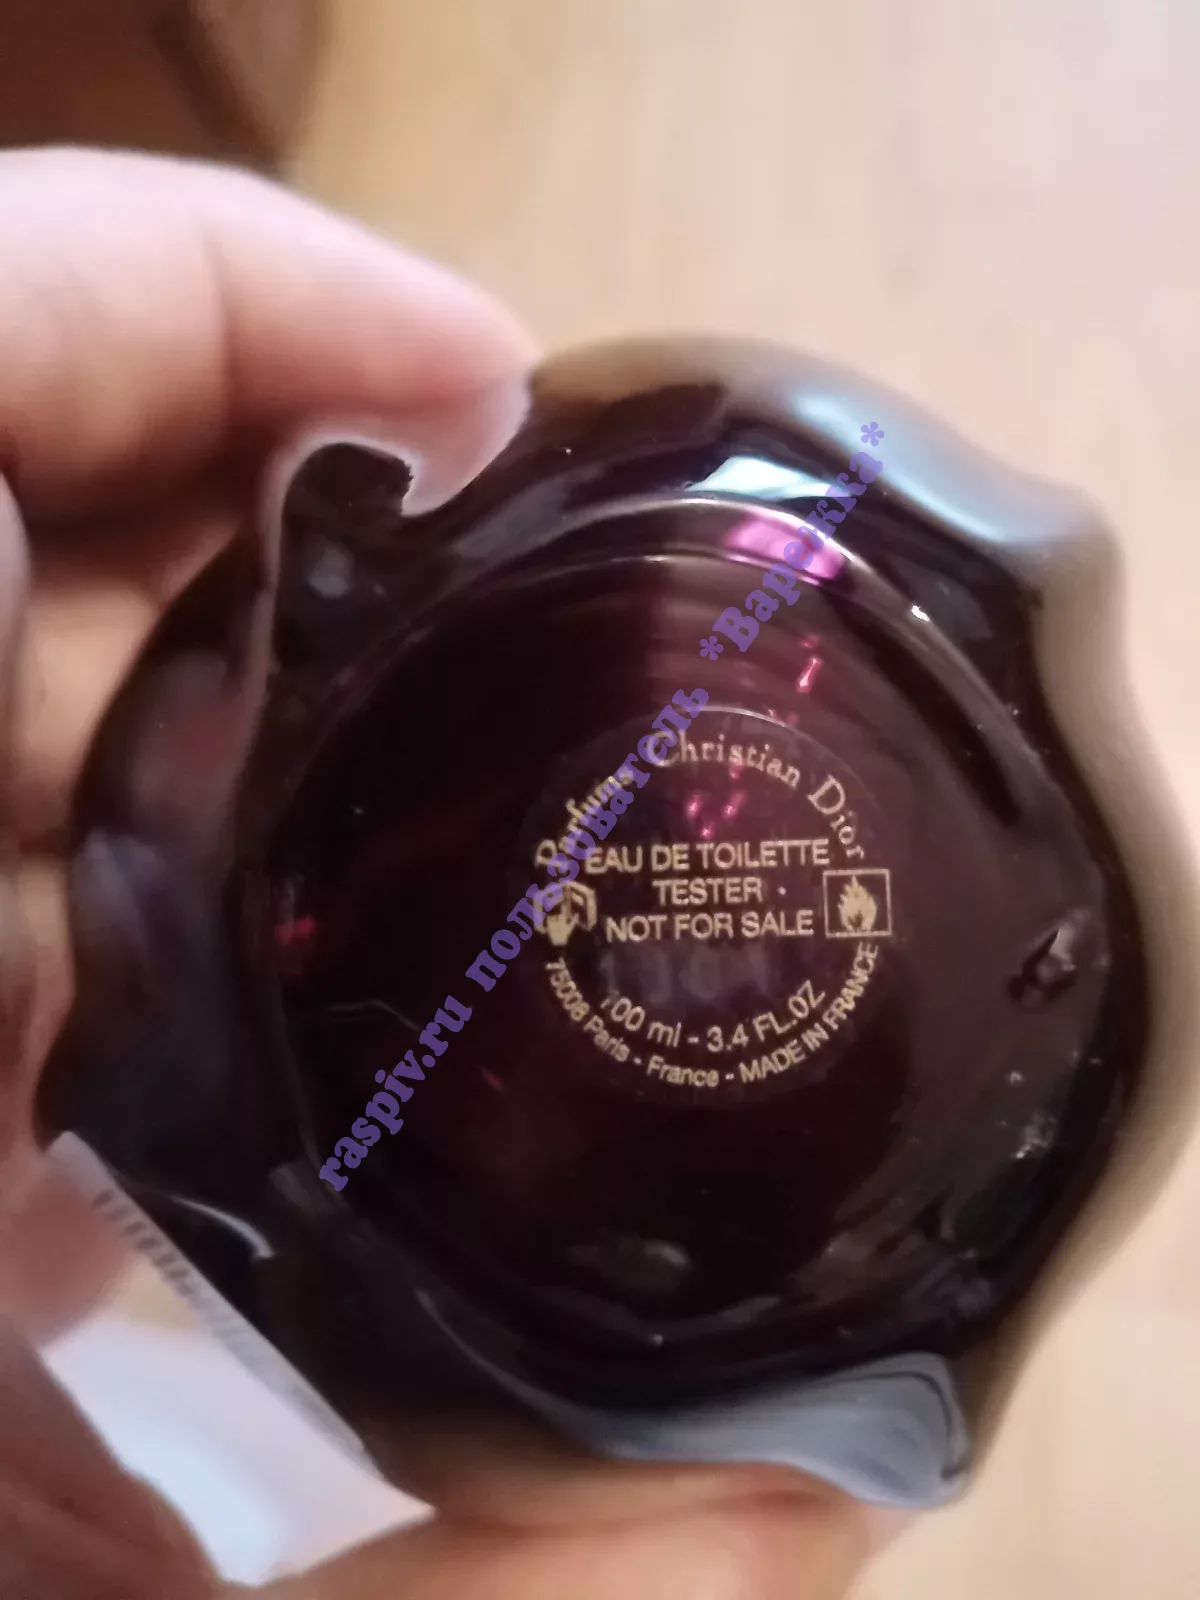 Parfums Christian Dior
EAU DE TOILETTE
TESTER
NOT FOR SALE
100 ml - 3.4 FL.OZ
75008 Paris - France - MADE IN FRANCE
raspiv.ru пользователь *Варежка*